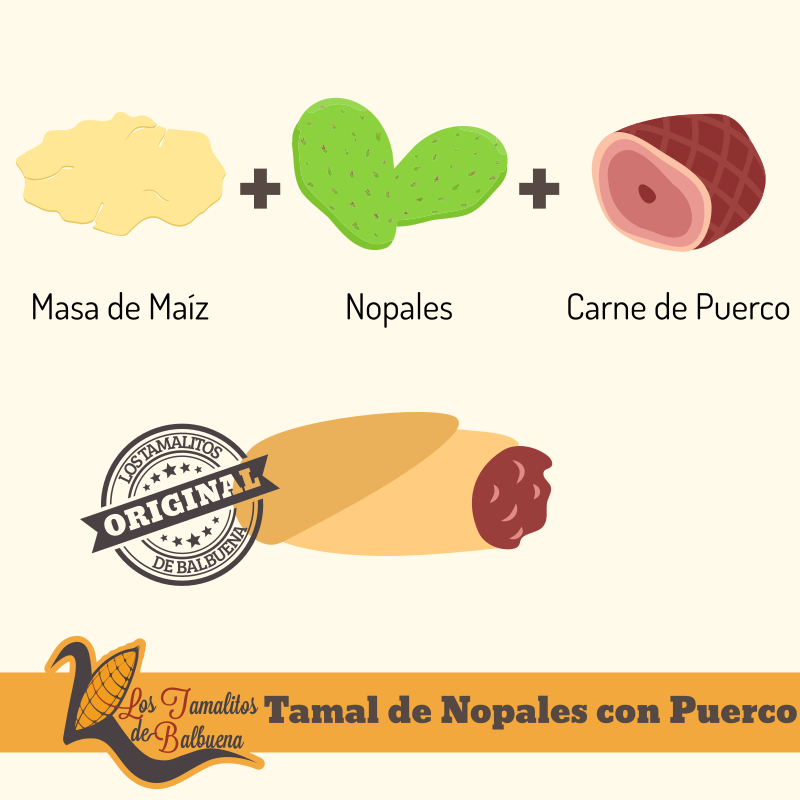 Masa de Maíz
Nopales
Carne de Puerco
LOS TAMALITOS
ORIGINAL
DE BALBUENA
Los Tamalitos
de Balbuena
Tamal de Nopales con Puerco